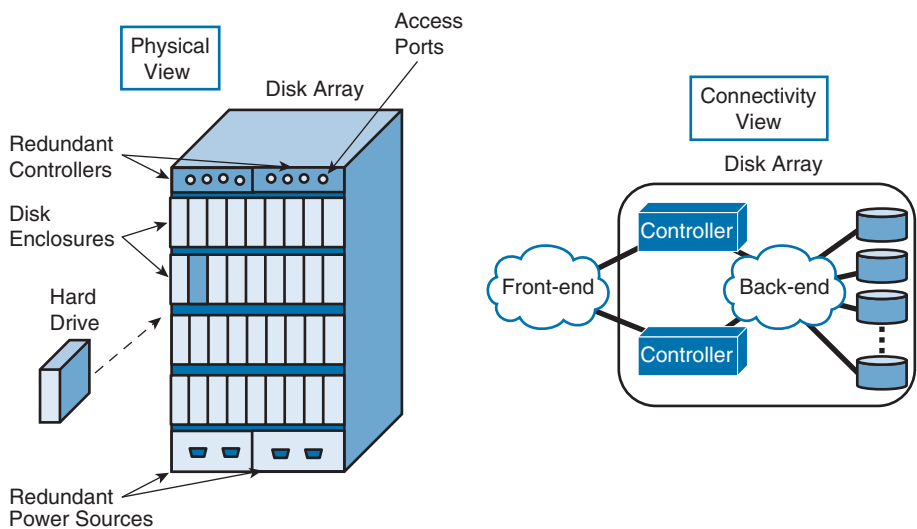 Physical
View
Access
Ports
Disk Array
Redundant
Controllers
Disk
Enclosures
Hard
Drive
Redundant
Power Sources
Connectivity
View
Disk Array
Controller
Front-end
Back-end
Controller